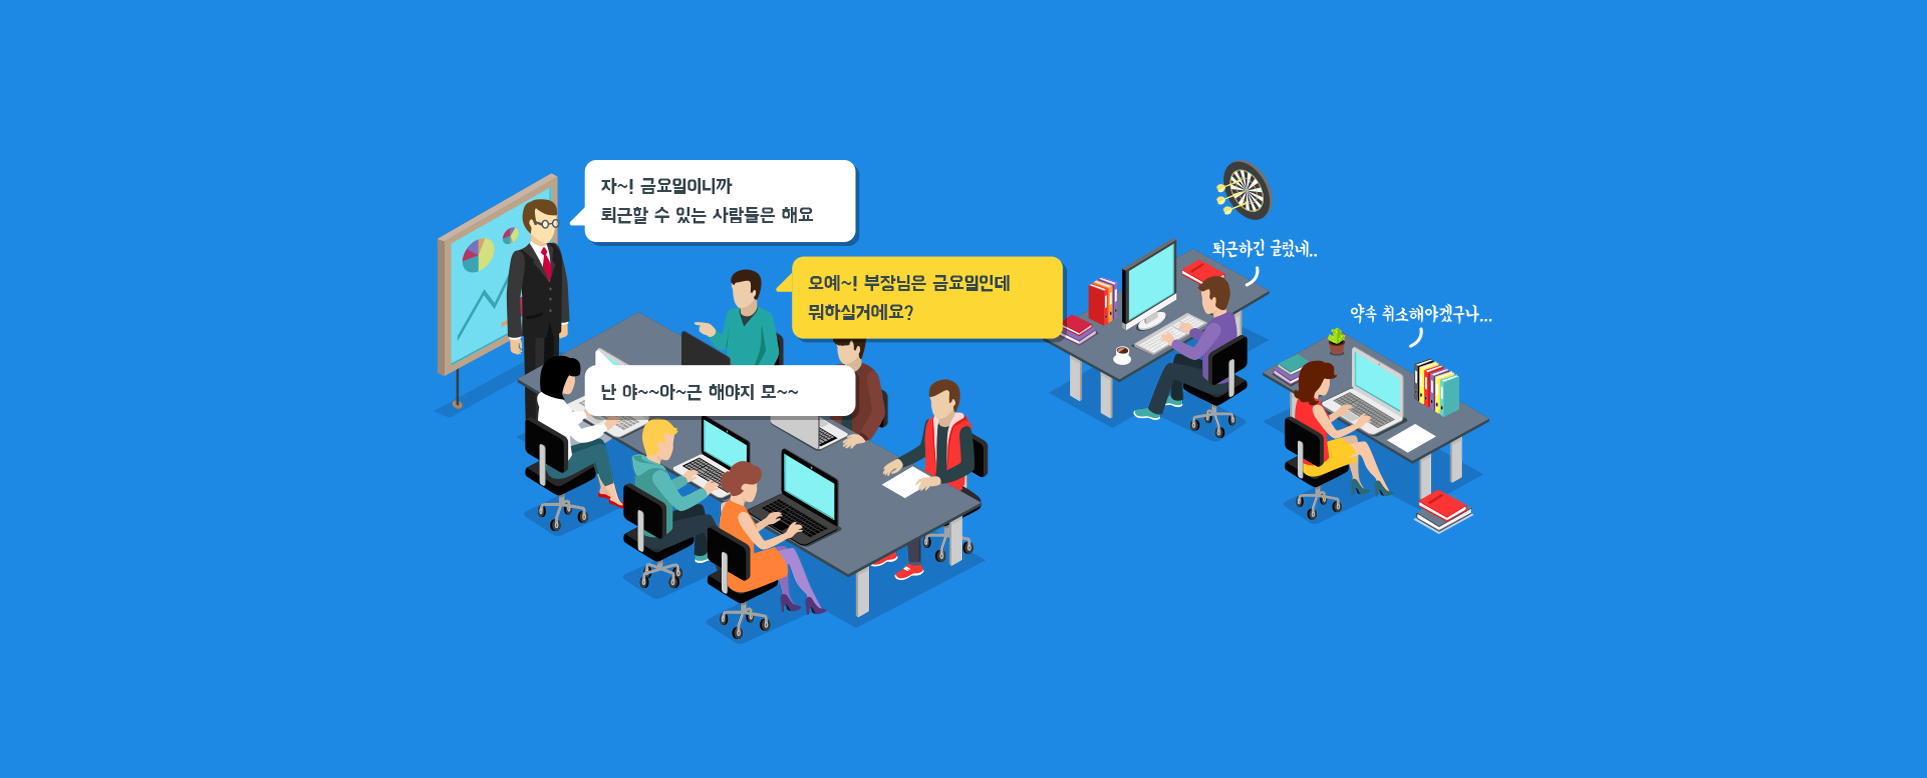 자~! 금요일이니까
퇴근할 수 있는 사람들은 해요
오예~! 부장님은 금요일인데
뭐하실거에요?
난 야~~아~근 해야지 모~~
퇴근하긴 글렀네..
약속 취소해야겠구나...